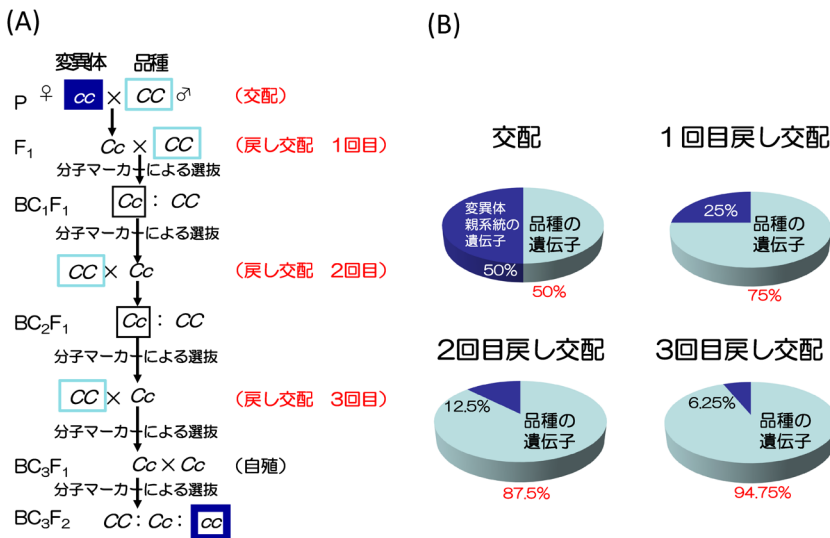 (A)
変異体 品種
P ♀ cc × CC ♂ (交配)
F1 Cc × CC (戻し交配 1回目)
分子マーカーによる選抜
BC1F1 Cc : CC
分子マーカーによる選抜
CC × Cc (戻し交配 2回目)
BC2F1 Cc : CC
分子マーカーによる選抜
CC × Cc (戻し交配 3回目)
分子マーカーによる選抜
BC3F1 Cc × Cc (自殖)
分子マーカーによる選抜
BC3F2 CC : Cc : cc
(B)
交配
変異体
親系統の
遺伝子
50%
品種の
遺伝子
50%
1回目戻し交配
25%
品種の
遺伝子
75%
2回目戻し交配
12.5%
品種の
遺伝子
87.5%
3回目戻し交配
6.25%
品種の
遺伝子
94.75%